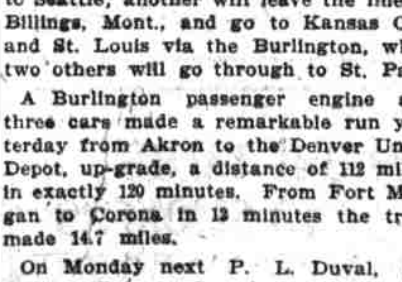 to Seattle, another will leave the line
Billings, Mont., and go to Kansas C
and St. Louis via the Burlington, wh
two others will go through to St. Pa
A Burlington passenger engine a
three cars made a remarkable run y
terday from Akron to the Denver Un
Depot, up-grade, a distance of 112 mil
in exactly 120 minutes. From Fort M
gan to Corona in 12 minutes the tr
made 14.7 miles.
On Monday next P. L. Duval,